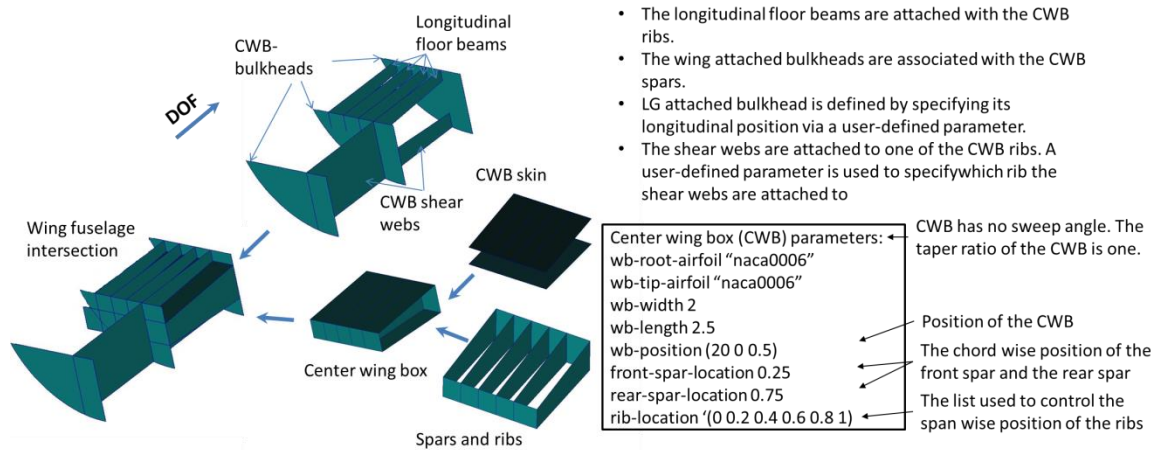 Longitudinal
floor beams
CWB-
bulkheads
DOF
CWB skin
CWB shear
webs
Wing fuselage
intersection
Center wing box
Spars and ribs
• The longitudinal floor beams are attached with the CWB
ribs.
• The wing attached bulkheads are associated with the CWB
spars.
• LG attached bulkhead is defined by specifying its
longitudinal position via a user-defined parameter.
• The shear webs are attached to one of the CWB ribs. A
user-defined parameter is used to specifywhich rib the
shear webs are attached to
Center wing box (CWB) parameters:
wb-root-airfoil “naca0006”
wb-tip-airfoil “naca0006”
wb-width 2
wb-length 2.5
wb-position (20 0 0.5)
front-spar-location 0.25
rear-spar-location 0.75
rib-location ‘(0 0.2 0.4 0.6 0.8 1)
CWB has no sweep angle. The
taper ratio of the CWB is one.
Position of the CWB
The chord wise position of the
front spar and the rear spar
The list used to control the
span wise position of the ribs